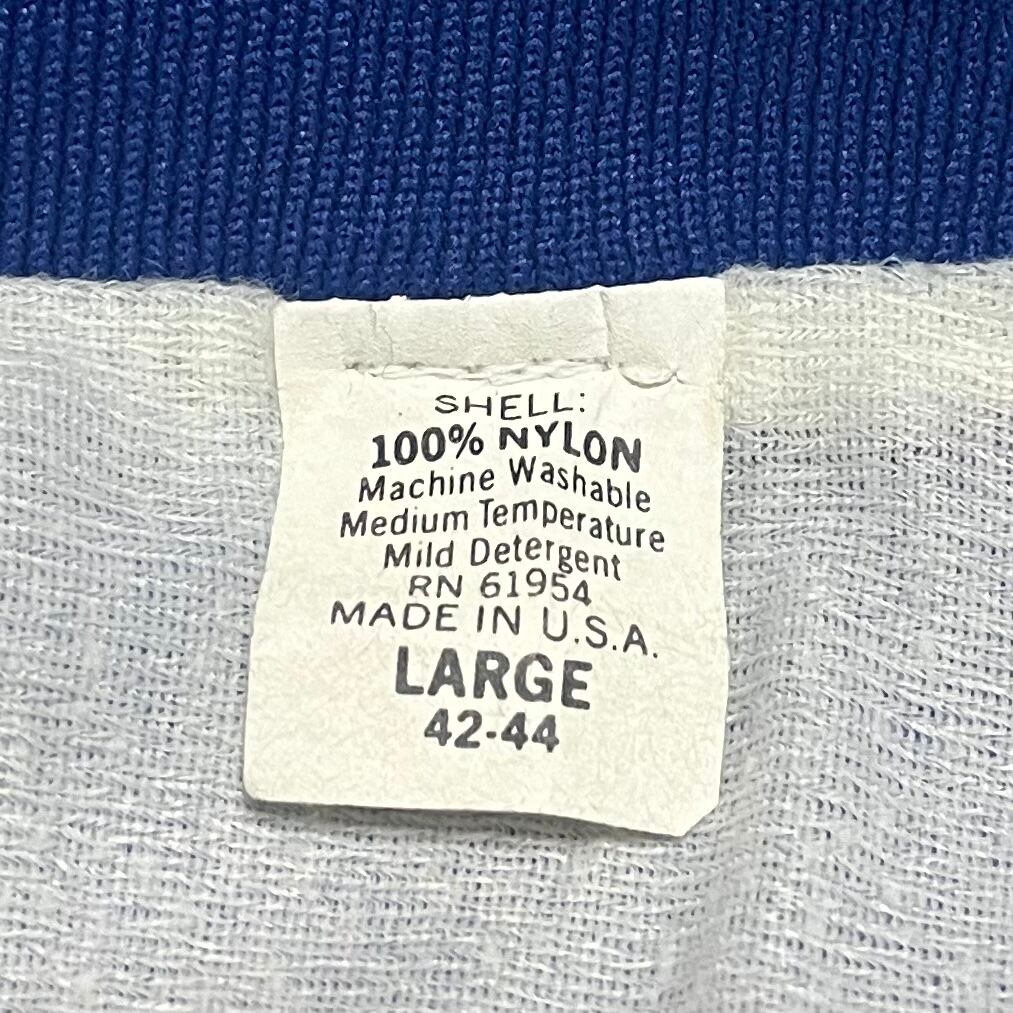 SHELL:
100% NYLON
Machine Washable
Medium Temperature
Mild Detergent
RN 61954
MADE IN U.S.A.
LARGE
42-44